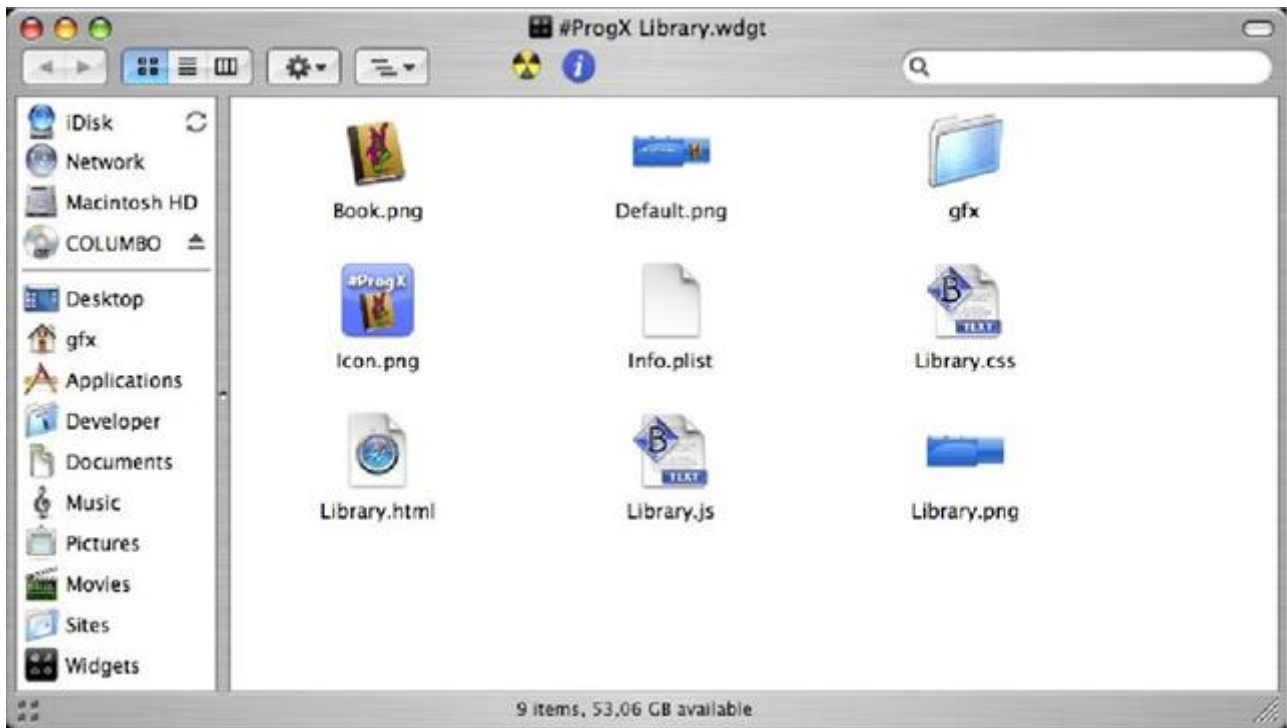 #ProgX Library.wdgt
iDisk
Network
Macintosh HD
COLUMBO
Desktop
gfx
Applications
Developer
Documents
Music
Pictures
Movies
Sites
Widgets
Book.png
Default.png
gfx
#ProgX
Icon.png
Info.plist
B
TEXT
Library.css
Library.html
B
TEXT
Library.js
Library.png
9 items, 53,06 GB available